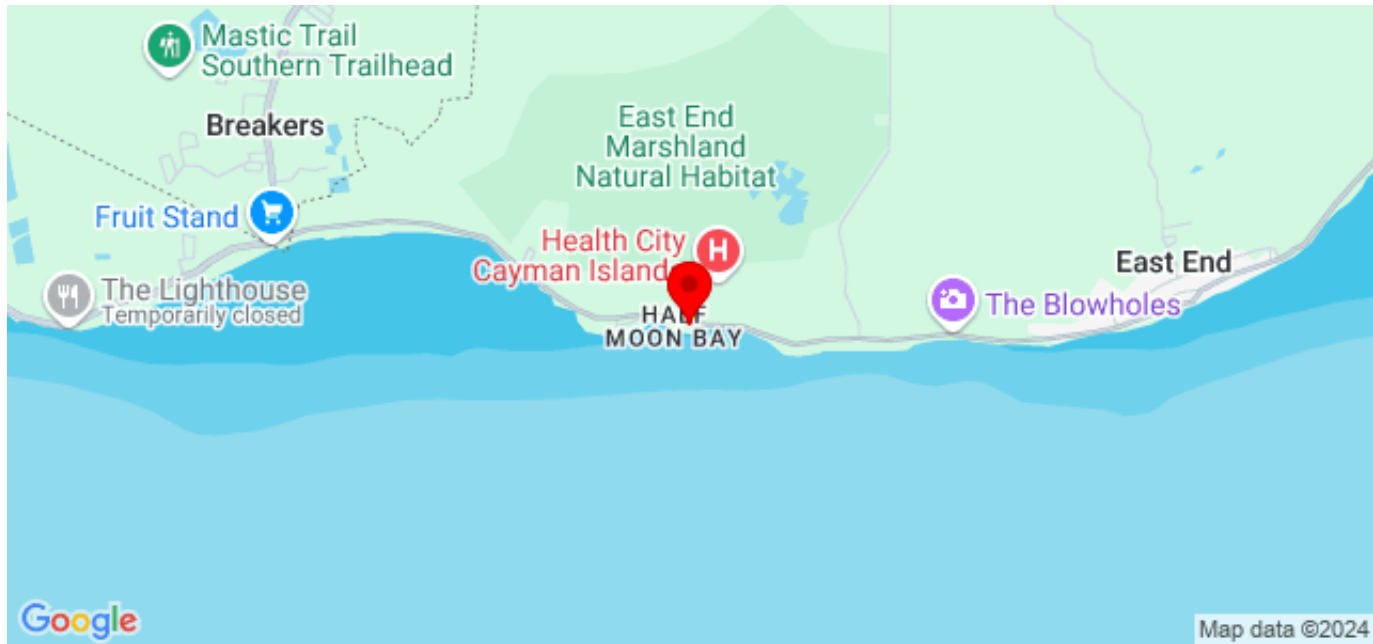 Mastic Trail
Southern Trailhead
Breakers
East End
Marshland
Natural Habitat
Fruit Stand
Health City
Cayman Island
East End
The Lighthouse
Temporarily closed
The Blowholes
HALF
MOON BAY
H
Google
Map data ©2024